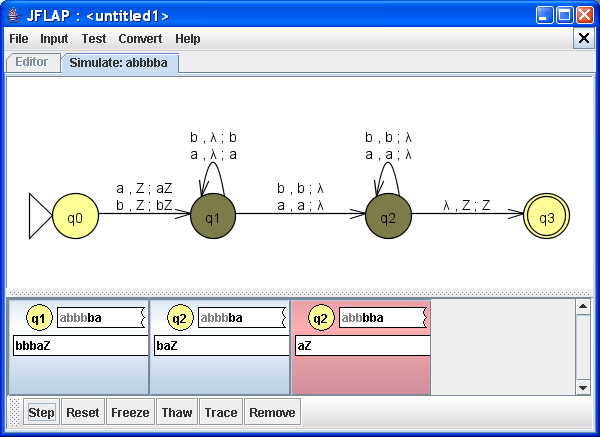 JFLAP : <untitled1>
File Input Test Convert Help
Editor Simulate: abbbba
b , λ ; b
a , λ ; a
b , b ; λ
a , a ; λ
a , Z ; aZ
b , Z ; bZ
b , b ; λ
a , a ; λ
λ , Z ; Z
q0 q1 q2 q3
q1 abbbba q2 abbbba q2 abbbba
bbbaZ baZ aZ
Step Reset Freeze Thaw Trace Remove